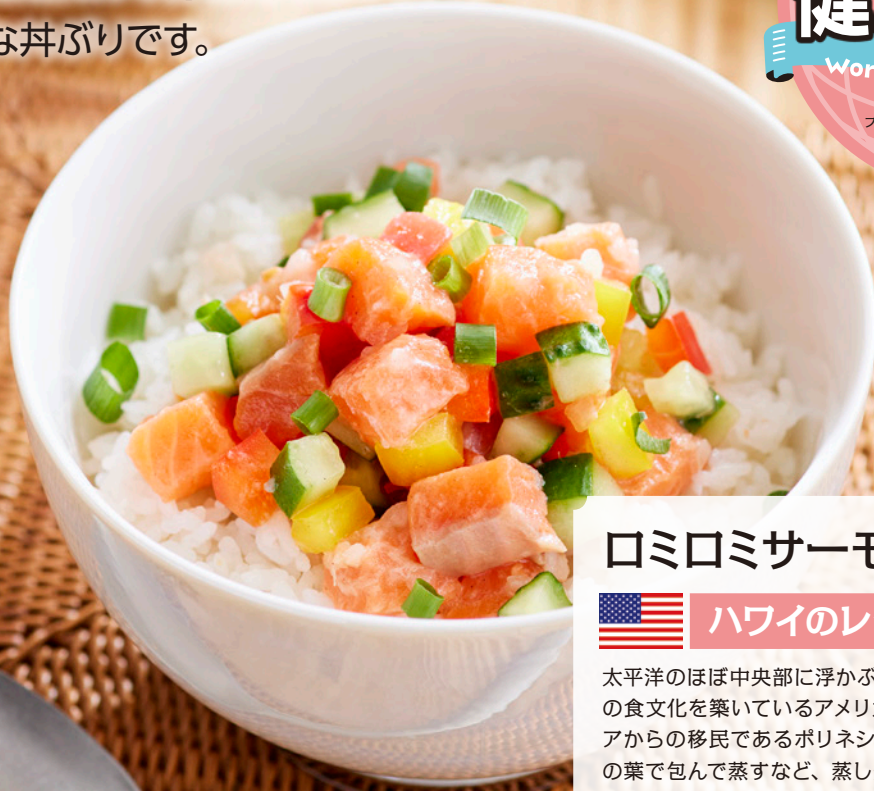 な丼ぶりです。
健
Wor
ロミロミサーモ
ハワイのレ
太平洋のほぼ中央部に浮かぶ
の食文化を築いているアメリ
アからの移民であるポリネシ
の葉で包んで蒸すなど、蒸し